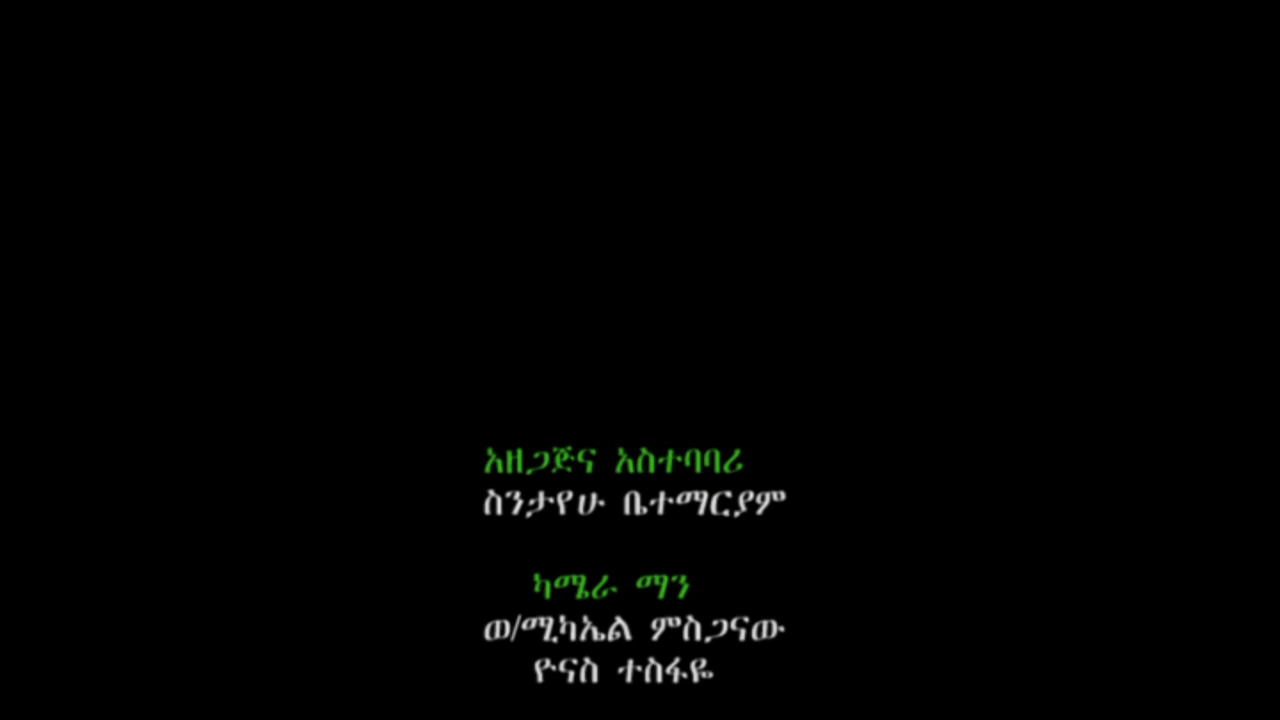 አዘጋጅና አስተባባሪ
ስንታየሁ ቤተማርያም
ካሜራ ማን
ወ/ሚካኤል ምስጋናው
ዮናስ ተስፋዬ